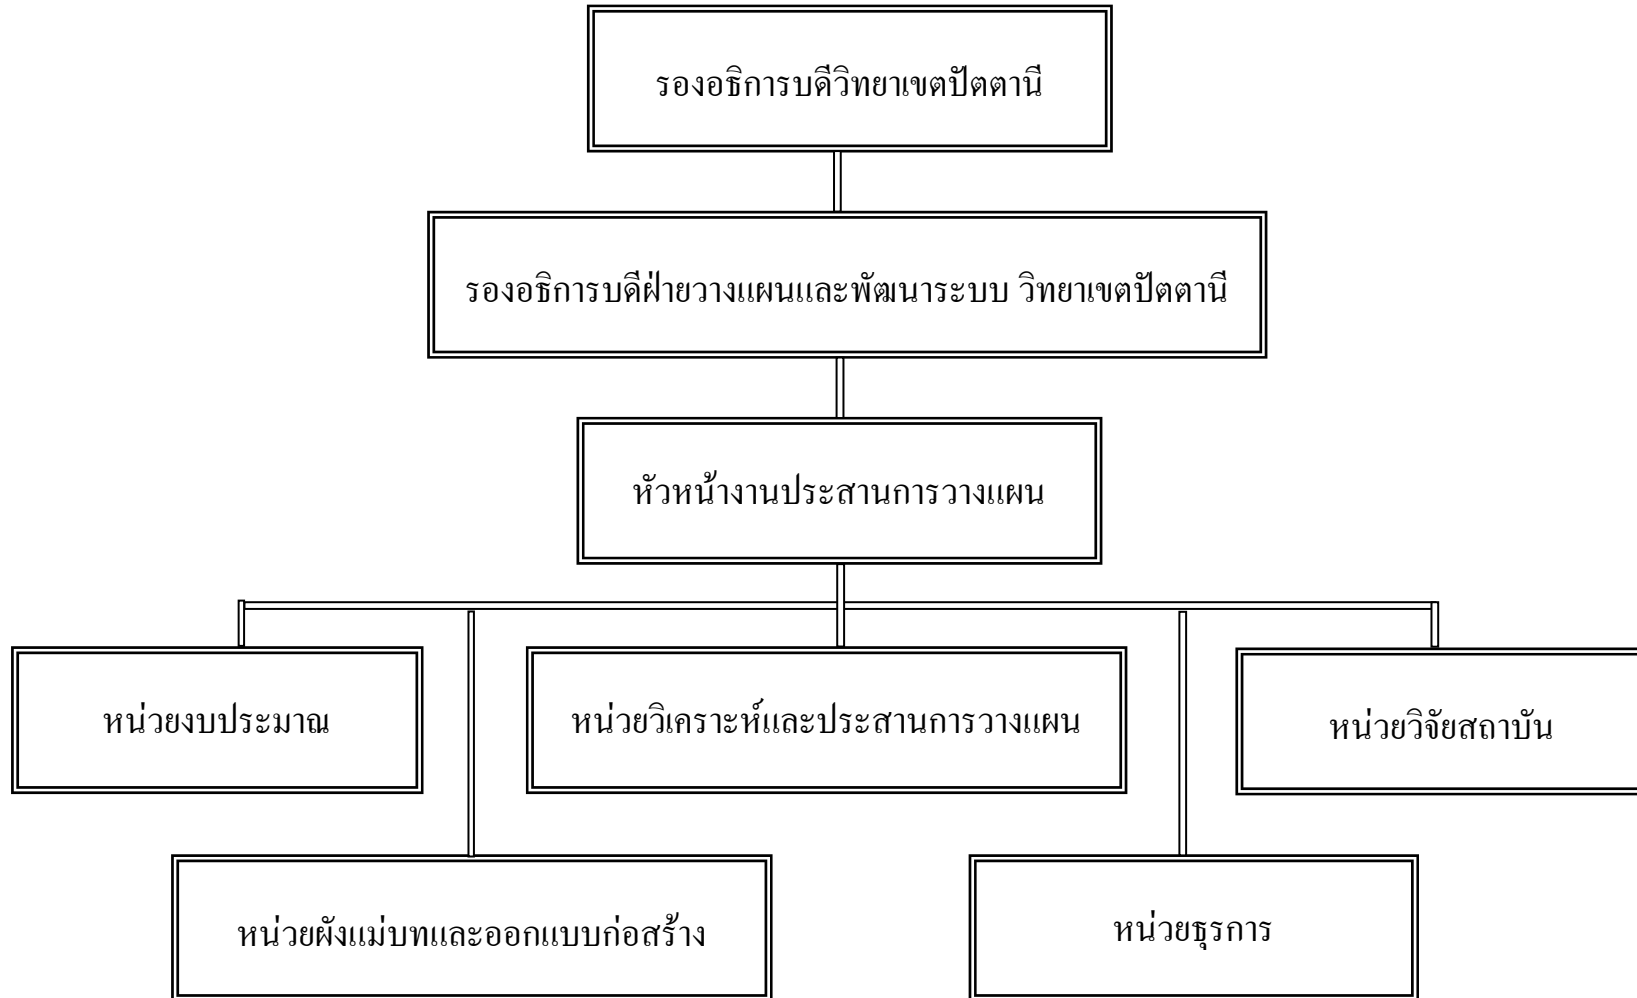 รองอธิการบดีวิทยาเขตปัตตานี
รองอธิการบดีฝ่ายวางแผนและพัฒนาระบบ วิทยาเขตปัตตานี
หัวหน้างานประสานการวางแผน
หน่วยงบประมาณ
หน่วยวิเคราะห์และประสานการวางแผน
หน่วยวิจัยสถาบัน
หน่วยผังแม่บทและออกแบบก่อสร้าง
หน่วยธุรการ